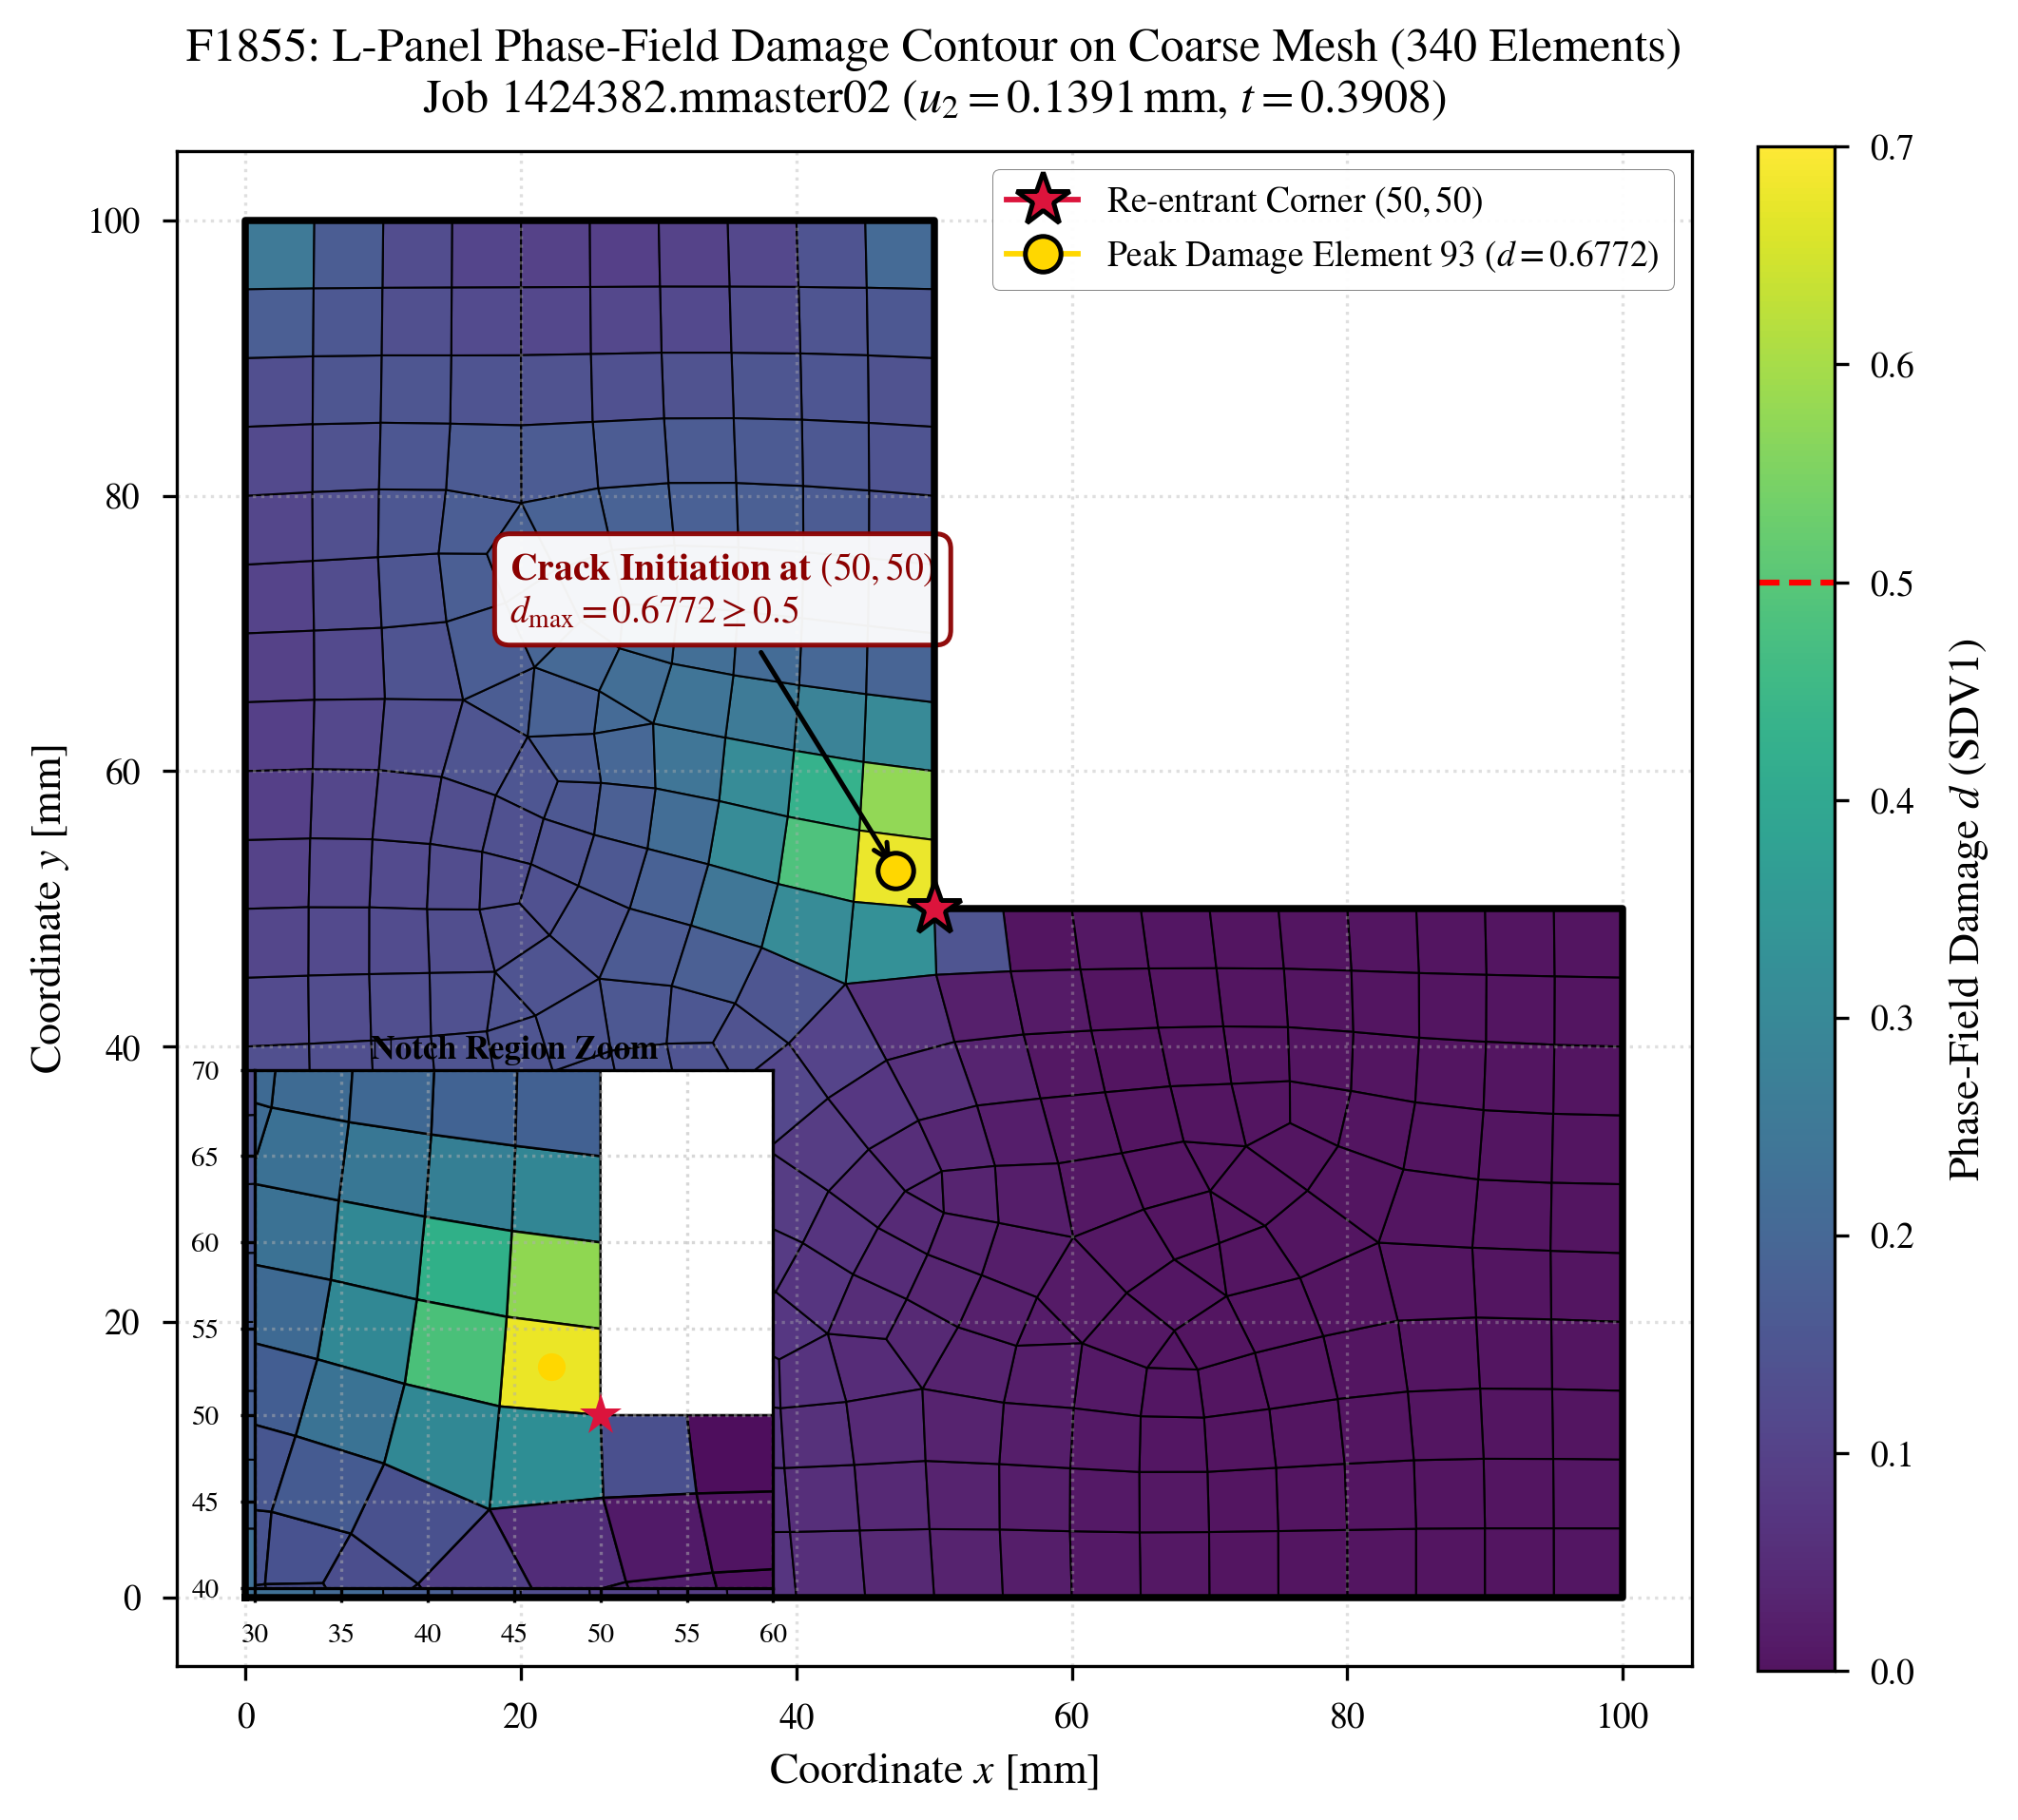 F1855: L-Panel Phase-Field Damage Contour on Coarse Mesh (340 Elements)
Job 1424382.mmaster02 (u₂ = 0.1391 mm, t = 0.3908)
Re-entrant Corner (50, 50)
Peak Damage Element 93 (d = 0.6772)
Crack Initiation at (50, 50)
d_max = 0.6772 ≥ 0.5
Notch Region Zoom
70
65
60
55
50
45
40
30 35 40 45 50 55 60
100
80
60
40
20
0
0 20 40 60 80 100
Coordinate x [mm]
Coordinate y [mm]
0.7
0.6
0.5
0.4
0.3
0.2
0.1
0.0
Phase-Field Damage d (SDV1)